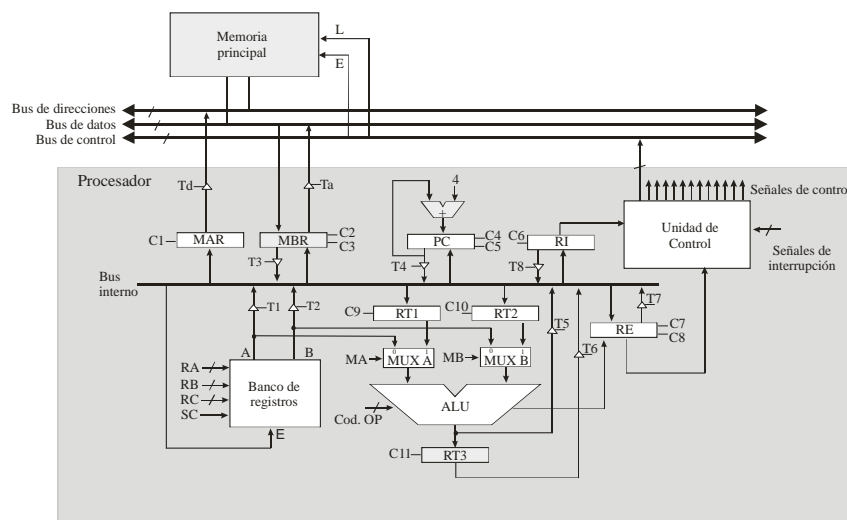 Memoria
principal
L
E
Bus de direcciones
Bus de datos
Bus de control
Procesador
Td
Ta
4
+
Señales de control
C1
MAR
MBR
C2
C3
PC
C4
C5
C6
RI
Unidad de
Control
Señales de
interrupción
T3
T4
T8
Bus
interno
T1
T2
C9
RT1
C10
RT2
T5
T7
RE
C7
C8
A
B
MA
0
1
MUX A
MB
0
1
MUX B
T6
RA
RB
RC
SC
Banco de
registros
E
Cod. OP
ALU
C11
RT3